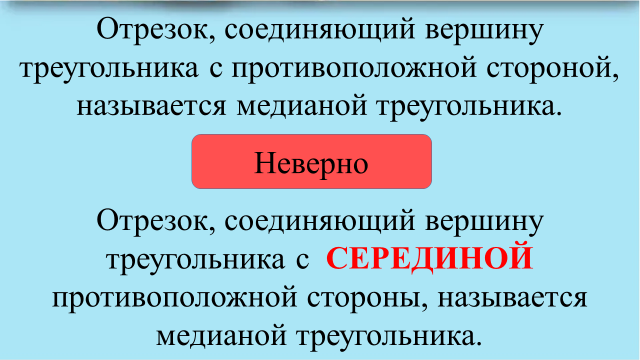 Отрезок, соединяющий вершину
треугольника с противоположной стороной,
называется медианой треугольника.
Неверно
Отрезок, соединяющий вершину
треугольника с СЕРЕДИНОЙ
противоположной стороны, называется
медианой треугольника.